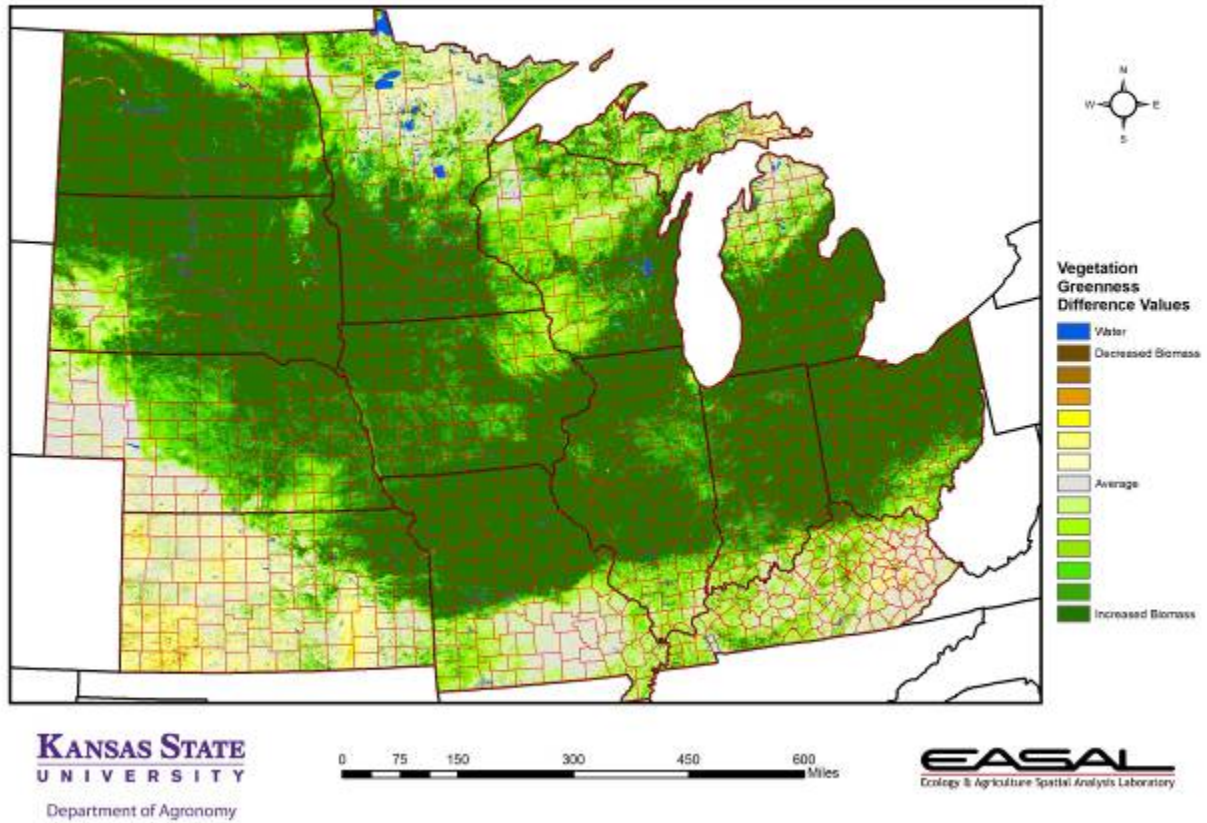 N
W E
S
Vegetation
Greenness
Difference Values
Water
Decreased Biomass
Average
Increased Biomass
KANSAS STATE
UNIVERSITY
Department of Agronomy
0 75 150 300 450 600
Miles
EASAL
Ecology & Agriculture Spatial Analysis Laboratory